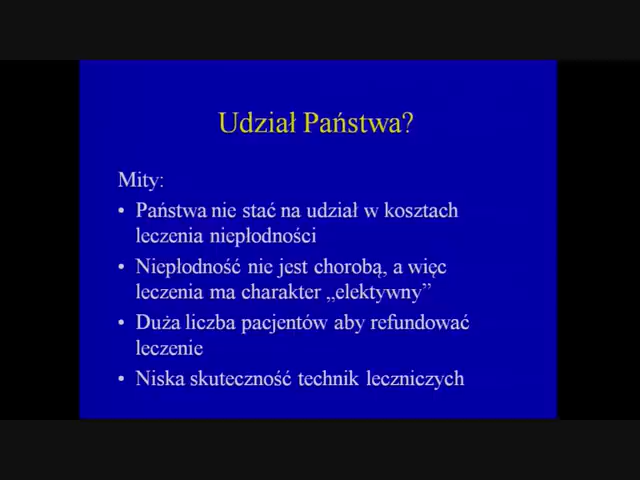 Udział Państwa?
Mity:
• Państwa nie stać na udział w kosztach
leczenia niepłodności
• Niepłodność nie jest chorobą, a więc
leczenia ma charakter „elektywny”
• Duża liczba pacjentów aby refundować
leczenie
• Niska skuteczność technik leczniczych